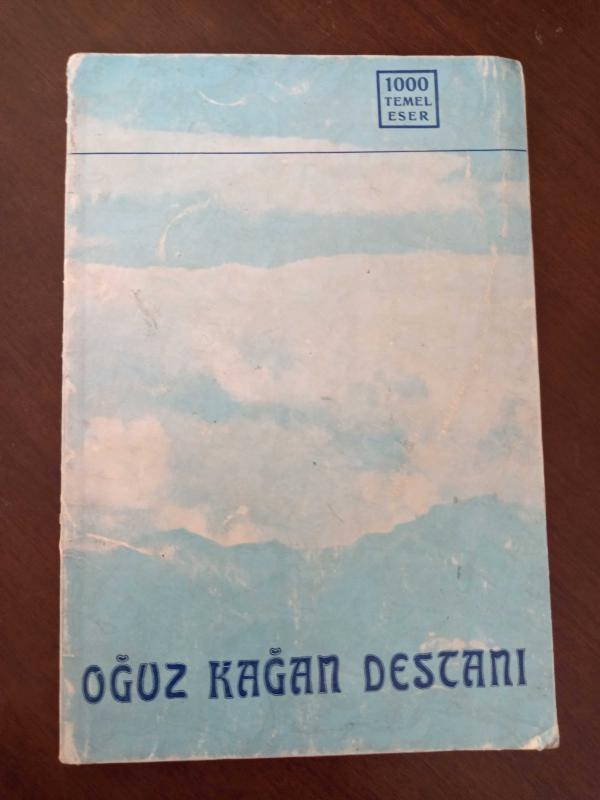 1000
TEMEL
ESER
OĞUZ KAĞAN DESTANI